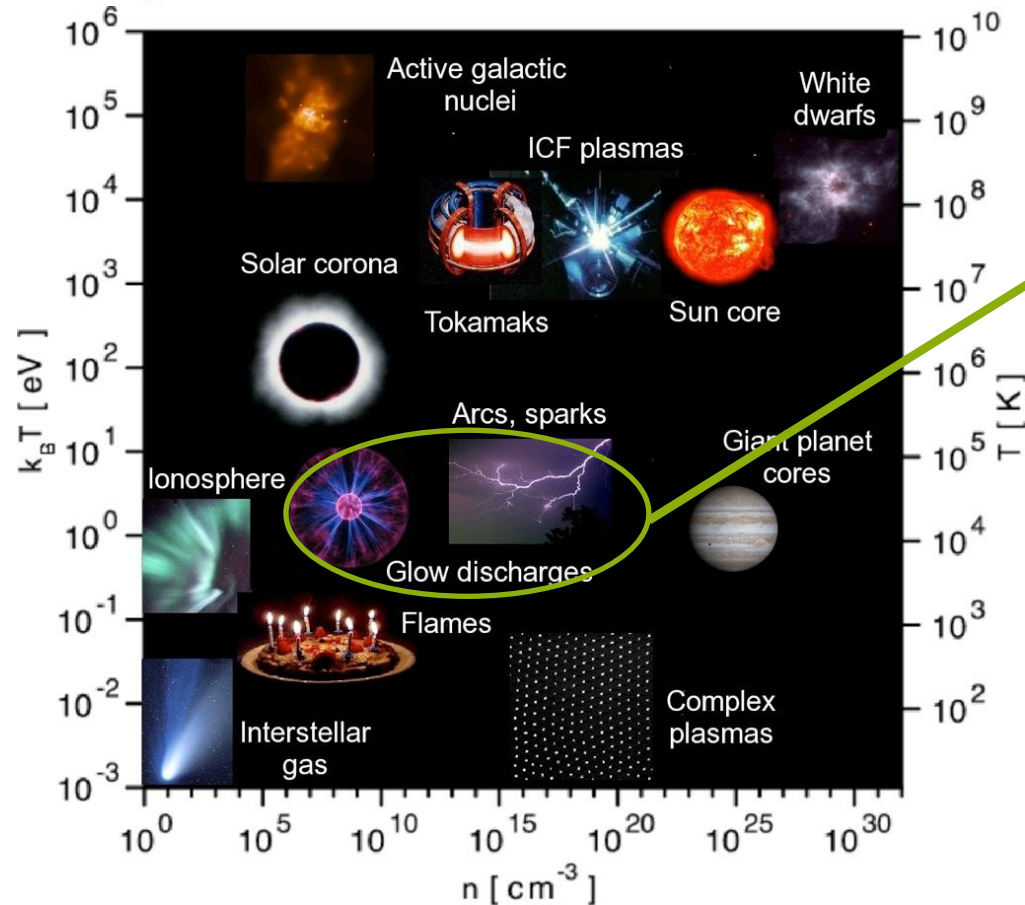 10^6
10^5
10^4
10^3
10^2
10^1
10^0
10^-1
10^-2
10^-3
k_B T [ eV ]
Active galactic
nuclei
White
dwarfs
ICF plasmas
Solar corona
Tokamaks
Sun core
Arcs, sparks
Giant planet
cores
Ionosphere
Glow discharges
Flames
Interstellar
gas
Complex
plasmas
10^10
10^9
10^8
10^7
10^6
10^5
10^4
10^3
10^2
T [ K ]
10^0
10^5
10^10
10^15
10^20
10^25
10^30
n [ cm^-3 ]